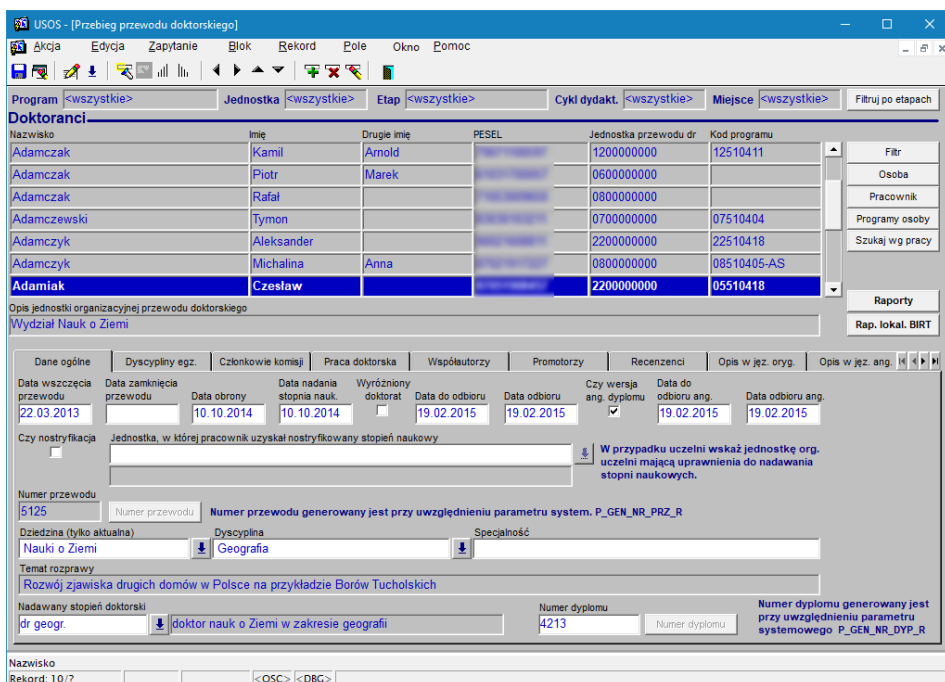 USOS - [Przebieg przewodu doktorskiego]
Akcja Edycja Zapytanie Blok Rekord Pole Okno Pomoc
Program <wszystkie> Jednostka <wszystkie> Etap <wszystkie> Cykl dydakt. <wszystkie> Miejsce <wszystkie> Filtruj po etapach
Doktoranci
Nazwisko Imię Drugie imię PESEL Jednostka przewodu dr Kod programu
Adamczak Kamil Arnold 1200000000 12510411 Filtr
Adamczak Piotr Marek 0600000000 Osoba
Adamczak Rafał 0800000000 Pracownik
Adamczewski Tymon 0700000000 07510404 Programy osoby
Adamczyk Aleksander 2200000000 22510418 Szukaj wg pracy
Adamczyk Michalina Anna 0800000000 08510405-AS
Adamiak Czesław 2200000000 05510418
Raporty
Opis jednostki organizacyjnej przewodu doktorskiego
Wydział Nauk o Ziemi Rap. lokal. BIRT
Dane ogólne Dyscypliny egz. Członkowie komisji Praca doktorska Współautorzy Promotorzy Recenzenci Opis w jęz. oryg. Opis w jęz. ang.
Data wszczęcia przewodu Data zamknięcia przewodu Data obrony Data nadania stopnia nauk. Wyróżniony doktorat Data do odbioru Data odbioru Czy wersja ang. dyplomu Data do odbioru ang. Data odbioru ang.
22.03.2013 10.10.2014 10.10.2014 19.02.2015 19.02.2015 19.02.2015 19.02.2015
Czy nostryfikacja Jednostka, w której pracownik uzyskał nostryfikowany stopień naukowy
W przypadku uczelni wskaż jednostkę org.
uczelni mającą uprawnienia do nadawania
stopni naukowych.
Numer przewodu
5125 Numer przewodu Numer przewodu generowany jest przy uwzględnieniu parametru system. P_GEN_NR_PRZ_R
Dziedzina (tylko aktualna) Dyscyplina Specjalność
Nauki o Ziemi Geografia
Temat rozprawy
Rozwój zjawiska drugich domów w Polsce na przykładzie Borów Tucholskich
Nadawany stopień doktorski Numer dyplomu
dr geogr. doktor nauk o Ziemi w zakresie geografii 4213 Numer dyplomu
Numer dyplomu generowany jest
przy uwzględnieniu parametru
systemowego P_GEN_NR_DYP_R
Nazwisko
Rekord: 10/? <OSC> <DBG>